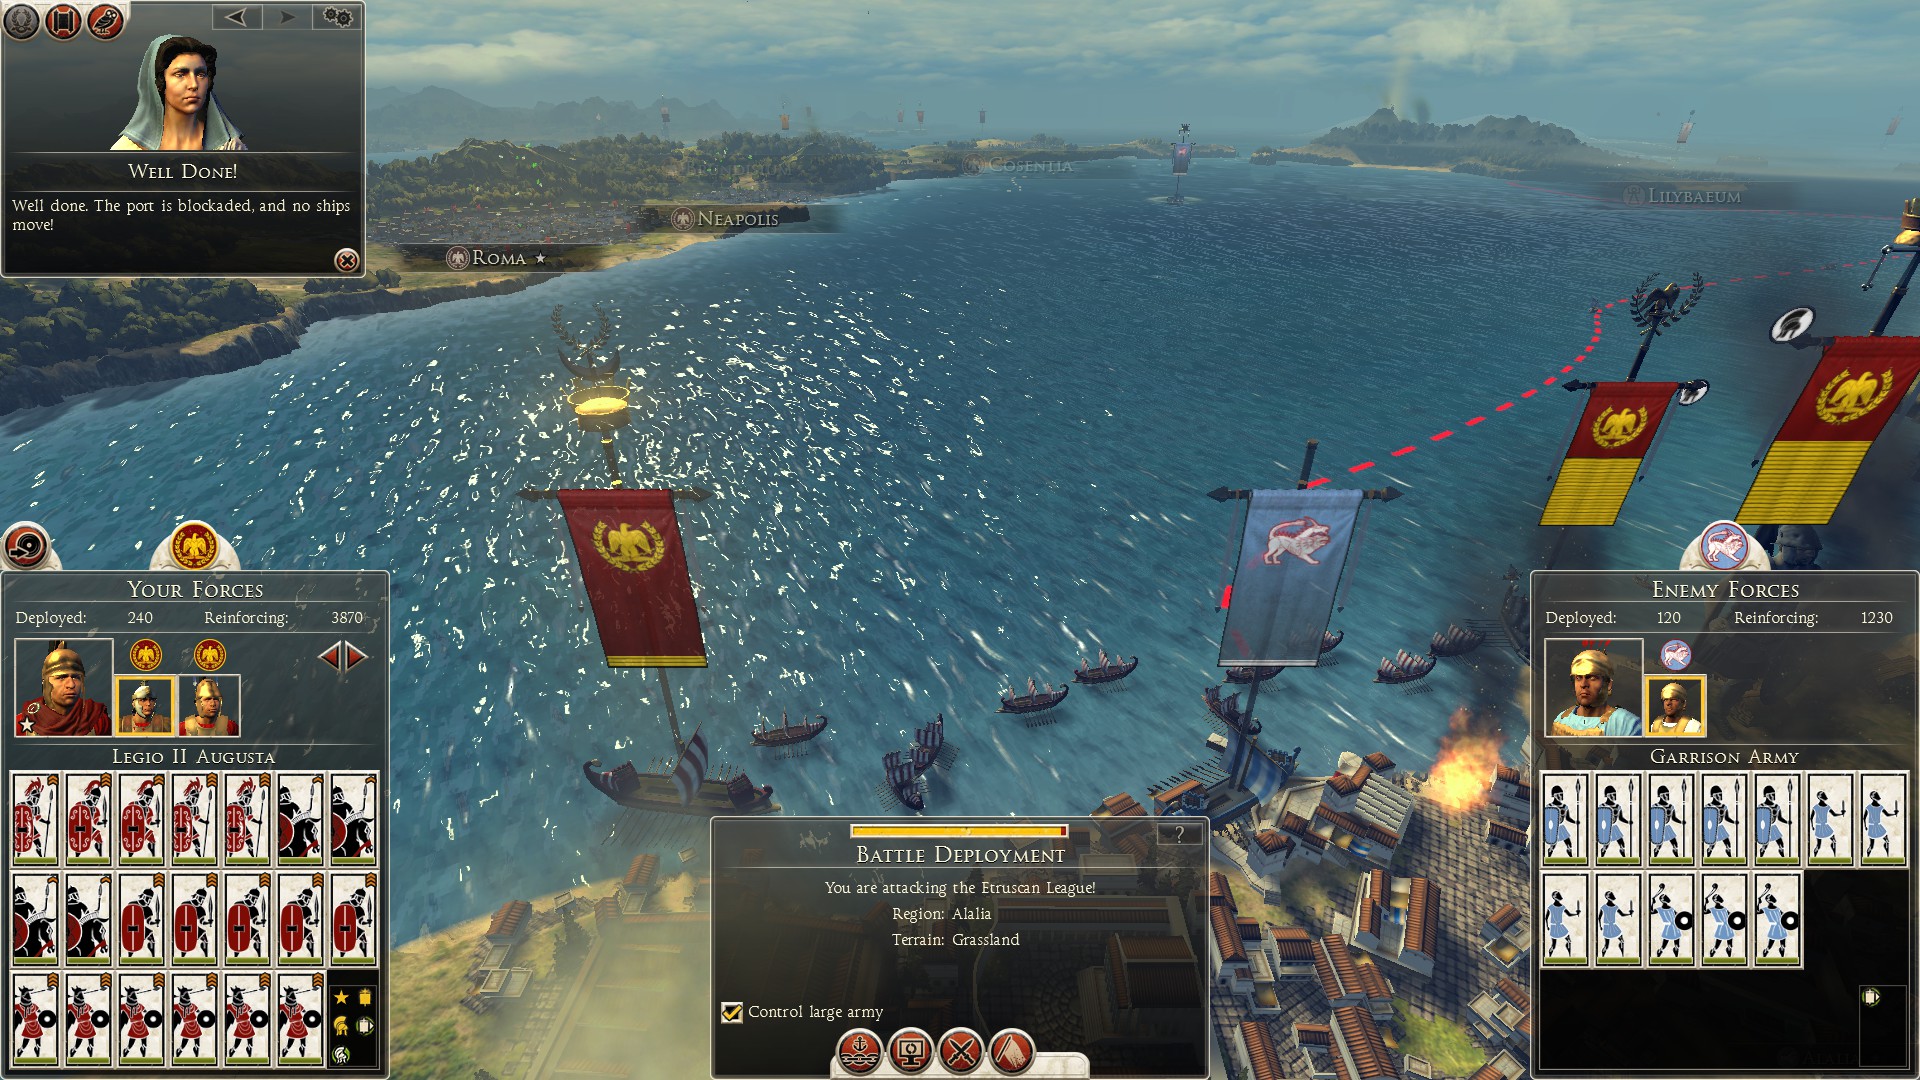 Well Done!
Well done. The port is blockaded, and no ships
move!
Cosentia
Lilybaeum
Neapolis
Roma
Your Forces
Deployed: 240 Reinforcing: 3870
Legio II Augusta
Enemy Forces
Deployed: 120 Reinforcing: 1230
Garrison Army
?
Battle Deployment
You are attacking the Etruscan League!
Region: Alalia
Terrain: Grassland
Control large army